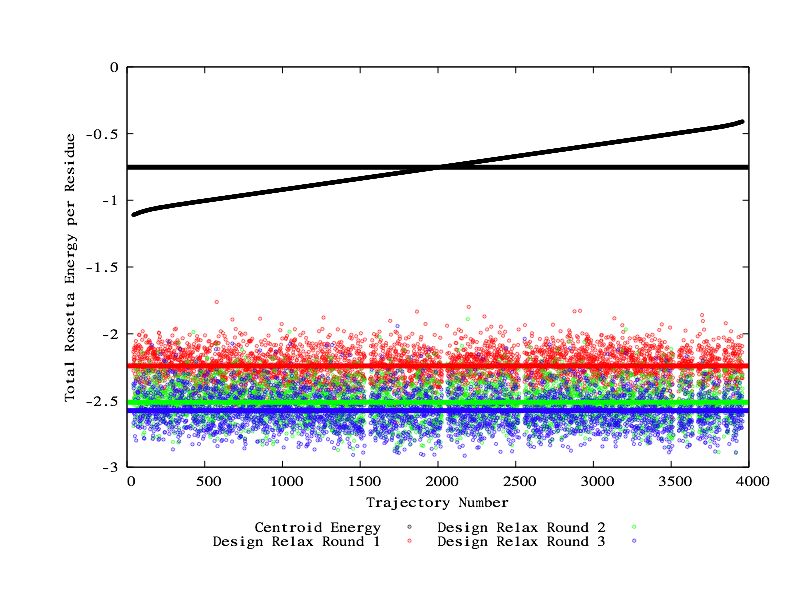 0
-0.5
-1
-1.5
-2
-2.5
-3
Total Rosetta Energy per Residue
0 500 1000 1500 2000 2500 3000 3500 4000
Trajectory Number
Centroid Energy Design Relax Round 2
Design Relax Round 1 Design Relax Round 3